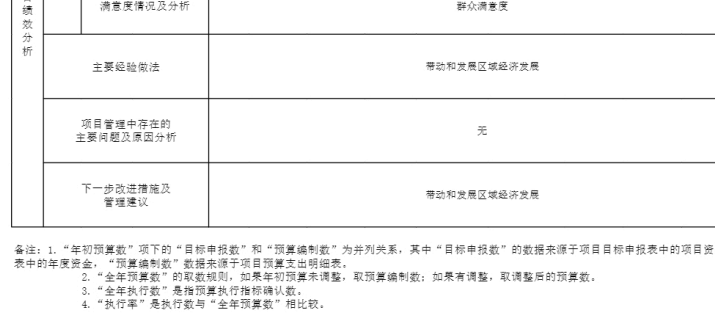 绩
效
分
析
满意度情况及分析
群众满意度
主要经验做法
带动和发展区域经济发展
项目管理中存在的
主要问题及原因分析
无
下一步改进措施及
管理建议
带动和发展区域经济发展
备注：1.“年初预算数”项下的“目标申报数”和“预算编制数”为并列关系，其中“目标申报数”的数据来源于项目目标申报表中的项目资
表中的年度资金，“预算编制数”数据来源于项目预算支出明细表。
2.“全年预算数”的取数规则，如果年初预算未调整，取预算编制数；如果有调整，取调整后的预算数。
3.“全年执行数”是指预算执行指标确认数。
4.“执行率”是执行数与“全年预算数”相比较。